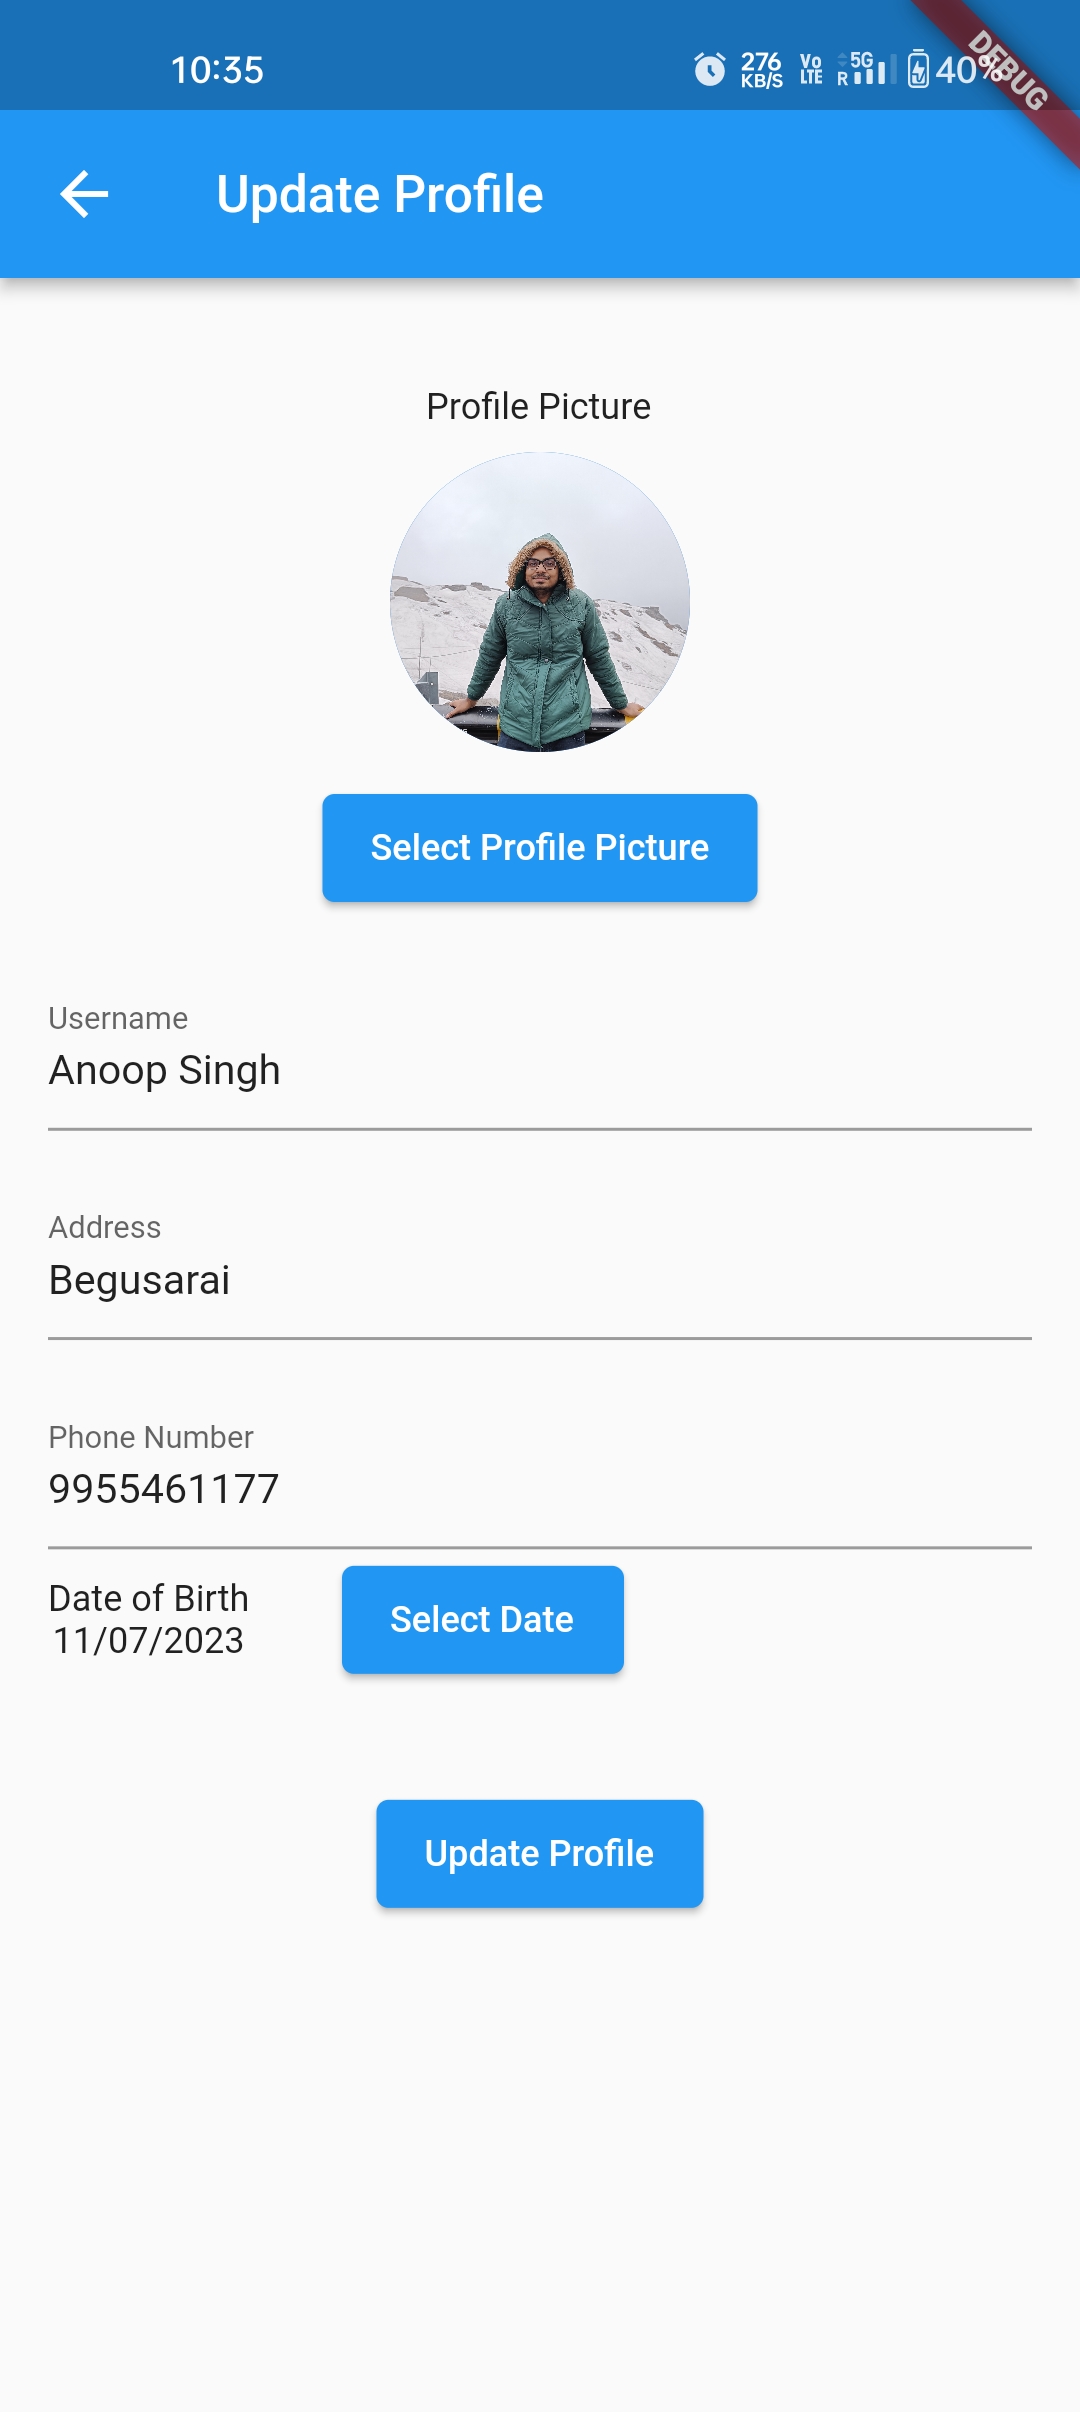 10:35
276 KB/S Vo LTE R 5G 40%
DEBUG
Update Profile
Profile Picture
Select Profile Picture
Username
Anoop Singh
Address
Begusarai
Phone Number
9955461177
Date of Birth
11/07/2023
Select Date
Update Profile